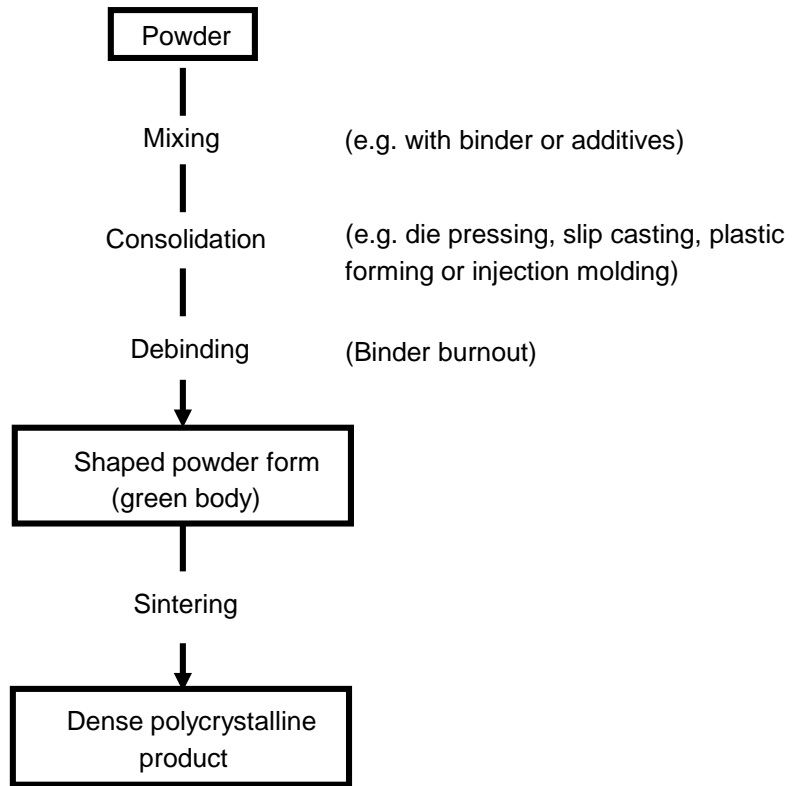 Powder
Mixing
(e.g. with binder or additives)
Consolidation
(e.g. die pressing, slip casting, plastic
forming or injection molding)
Debinding
(Binder burnout)
Shaped powder form
(green body)
Sintering
Dense polycrystalline
product